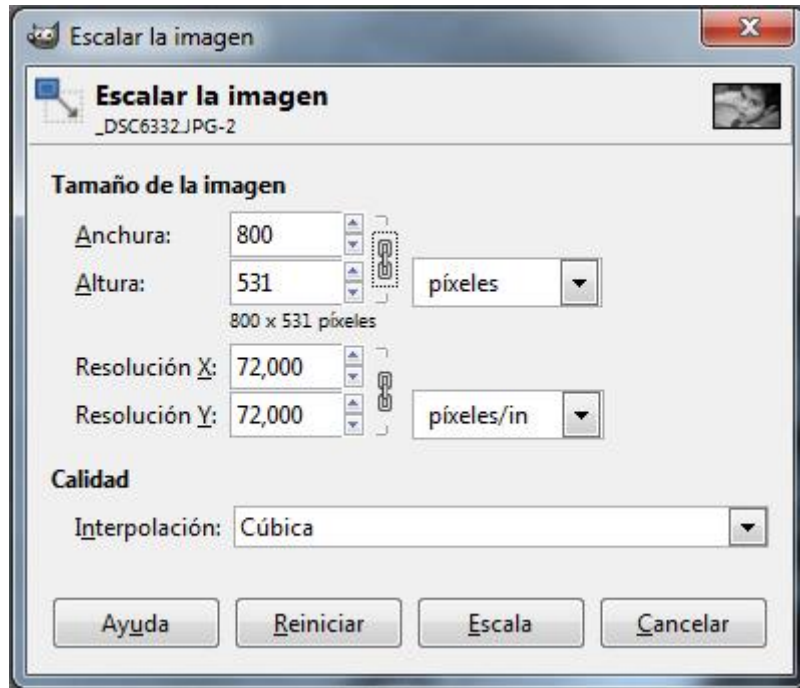 Escalar la imagen
Escalar la imagen
_DSC6332.JPG-2
Tamaño de la imagen
Anchura: 800
Altura: 531 píxeles
800 x 531 píxeles
Resolución X: 72,000
Resolución Y: 72,000 píxeles/in
Calidad
Interpolación: Cúbica
Ayuda Reiniciar Escala Cancelar